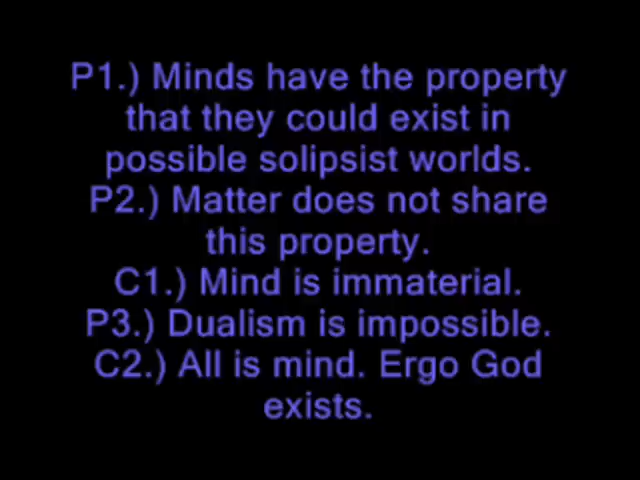 P1.) Minds have the property
that they could exist in
possible solipsist worlds.
P2.) Matter does not share
this property.
C1.) Mind is immaterial.
P3.) Dualism is impossible.
C2.) All is mind. Ergo God
exists.